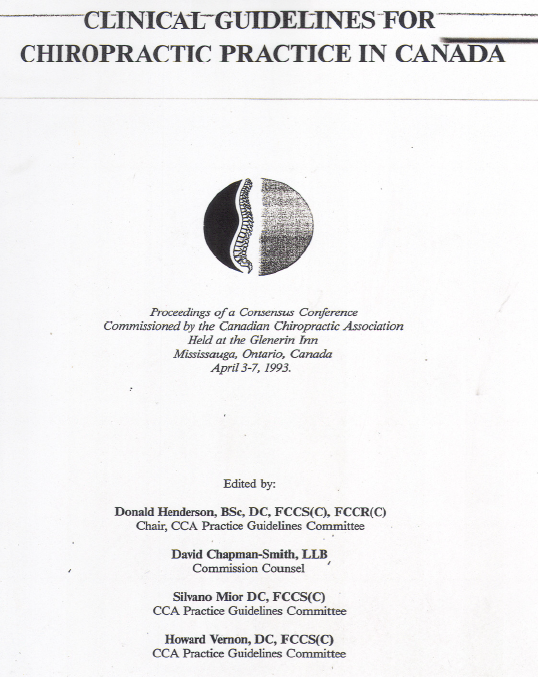 CLINICAL GUIDELINES FOR
CHIROPRACTIC PRACTICE IN CANADA
Proceedings of a Consensus Conference
Commissioned by the Canadian Chiropractic Association
Held at the Glenerin Inn
Mississauga, Ontario, Canada
April 3-7, 1993.
Edited by:
Donald Henderson, BSc, DC, FCCS(C), FCCR(C)
Chair, CCA Practice Guidelines Committee
David Chapman-Smith, LLB
Commission Counsel
Silvano Mior DC, FCCS(C)
CCA Practice Guidelines Committee
Howard Vernon, DC, FCCS(C)
CCA Practice Guidelines Committee